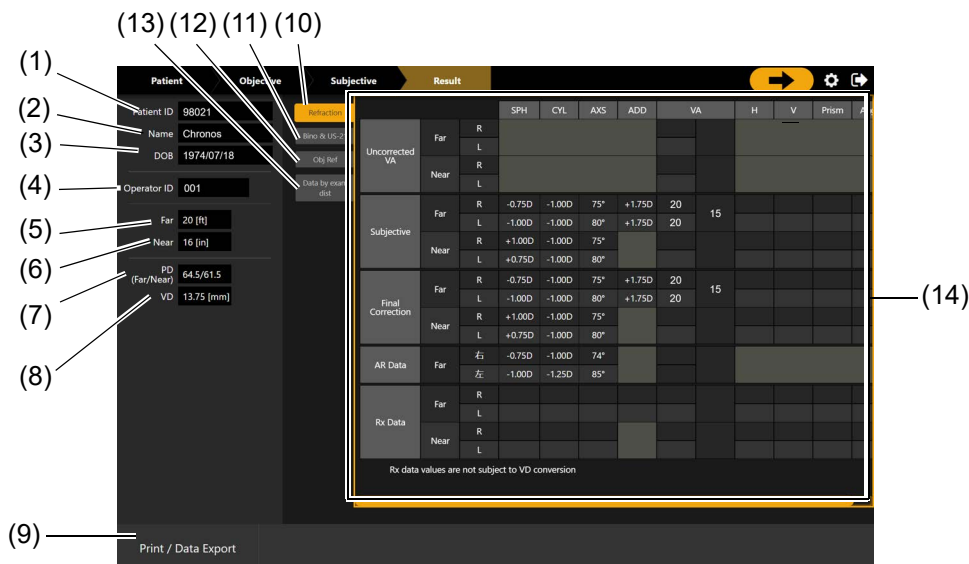 (13) (12) (11) (10)
(1)
(2)
(3)
(4)
(5)
(6)
(7)
(8)
(9)
(14)
Patient Objective Subjective Result
Patient ID 98021
Name Chronos
DOB 1974/07/18
Operator ID 001
Far 20 [ft]
Near 16 [in]
PD
(Far/Near) 64.5/61.5
VD 13.75 [mm]
Refraction
Bino & US-2
Obj Ref
Data by exam
dist
SPH CYL AXS ADD VA H V Prism
Uncorrected
VA
Far R
L
Near R
L
Subjective
Far R -0.75D -1.00D 75° +1.75D 20 15
L -1.00D -1.00D 80° +1.75D 20
Near R +1.00D -1.00D 75°
L +0.75D -1.00D 80°
Final
Correction
Far R -0.75D -1.00D 75° +1.75D 20 15
L -1.00D -1.00D 80° +1.75D 20
Near R +1.00D -1.00D 75°
L +0.75D -1.00D 80°
AR Data Far 右 -0.75D -1.00D 74°
左 -1.00D -1.25D 85°
Rx Data
Far R
L
Near R
L
Rx data values are not subject to VD conversion
Print / Data Export